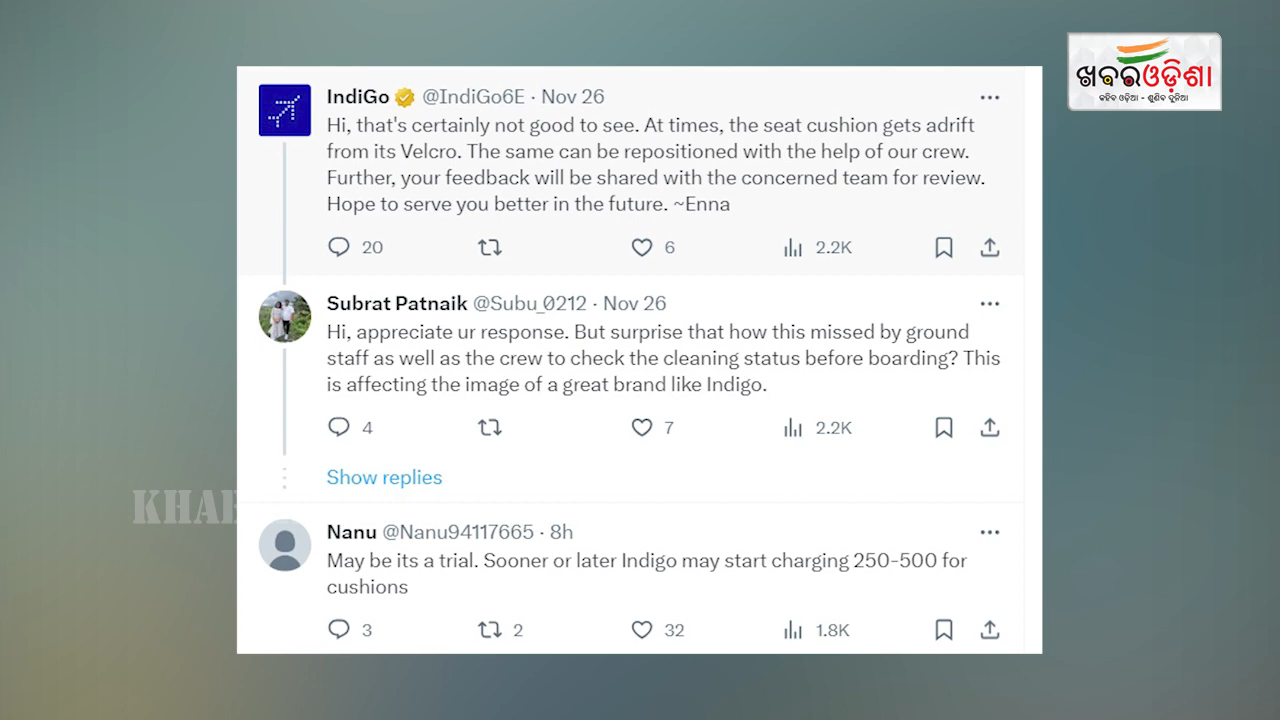 ଖବରଓଡ଼ିଶା
କହିବ ଓଡ଼ିଆ - ଶୁଣିବ ଦୁନିଆ
IndiGo @IndiGo6E · Nov 26
Hi, that's certainly not good to see. At times, the seat cushion gets adrift
from its Velcro. The same can be repositioned with the help of our crew.
Further, your feedback will be shared with the concerned team for review.
Hope to serve you better in the future. ~Enna
20 6 2.2K
Subrat Patnaik @Subu_0212 · Nov 26
Hi, appreciate ur response. But surprise that how this missed by ground
staff as well as the crew to check the cleaning status before boarding? This
is affecting the image of a great brand like Indigo.
4 7 2.2K
Show replies
KHAB
Nanu @Nanu94117665 · 8h
May be its a trial. Sooner or later Indigo may start charging 250-500 for
cushions
3 2 32 1.8K